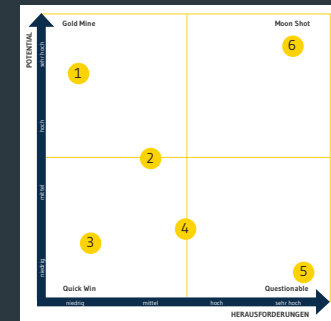 Gold Mine
Moon Shot
POTENTIAL
sehr hoch
hoch
mittel
niedrig
1
2
3
4
5
6
Quick Win
Questionable
niedrig
mittel
hoch
sehr hoch
HERAUSFORDERUNGEN